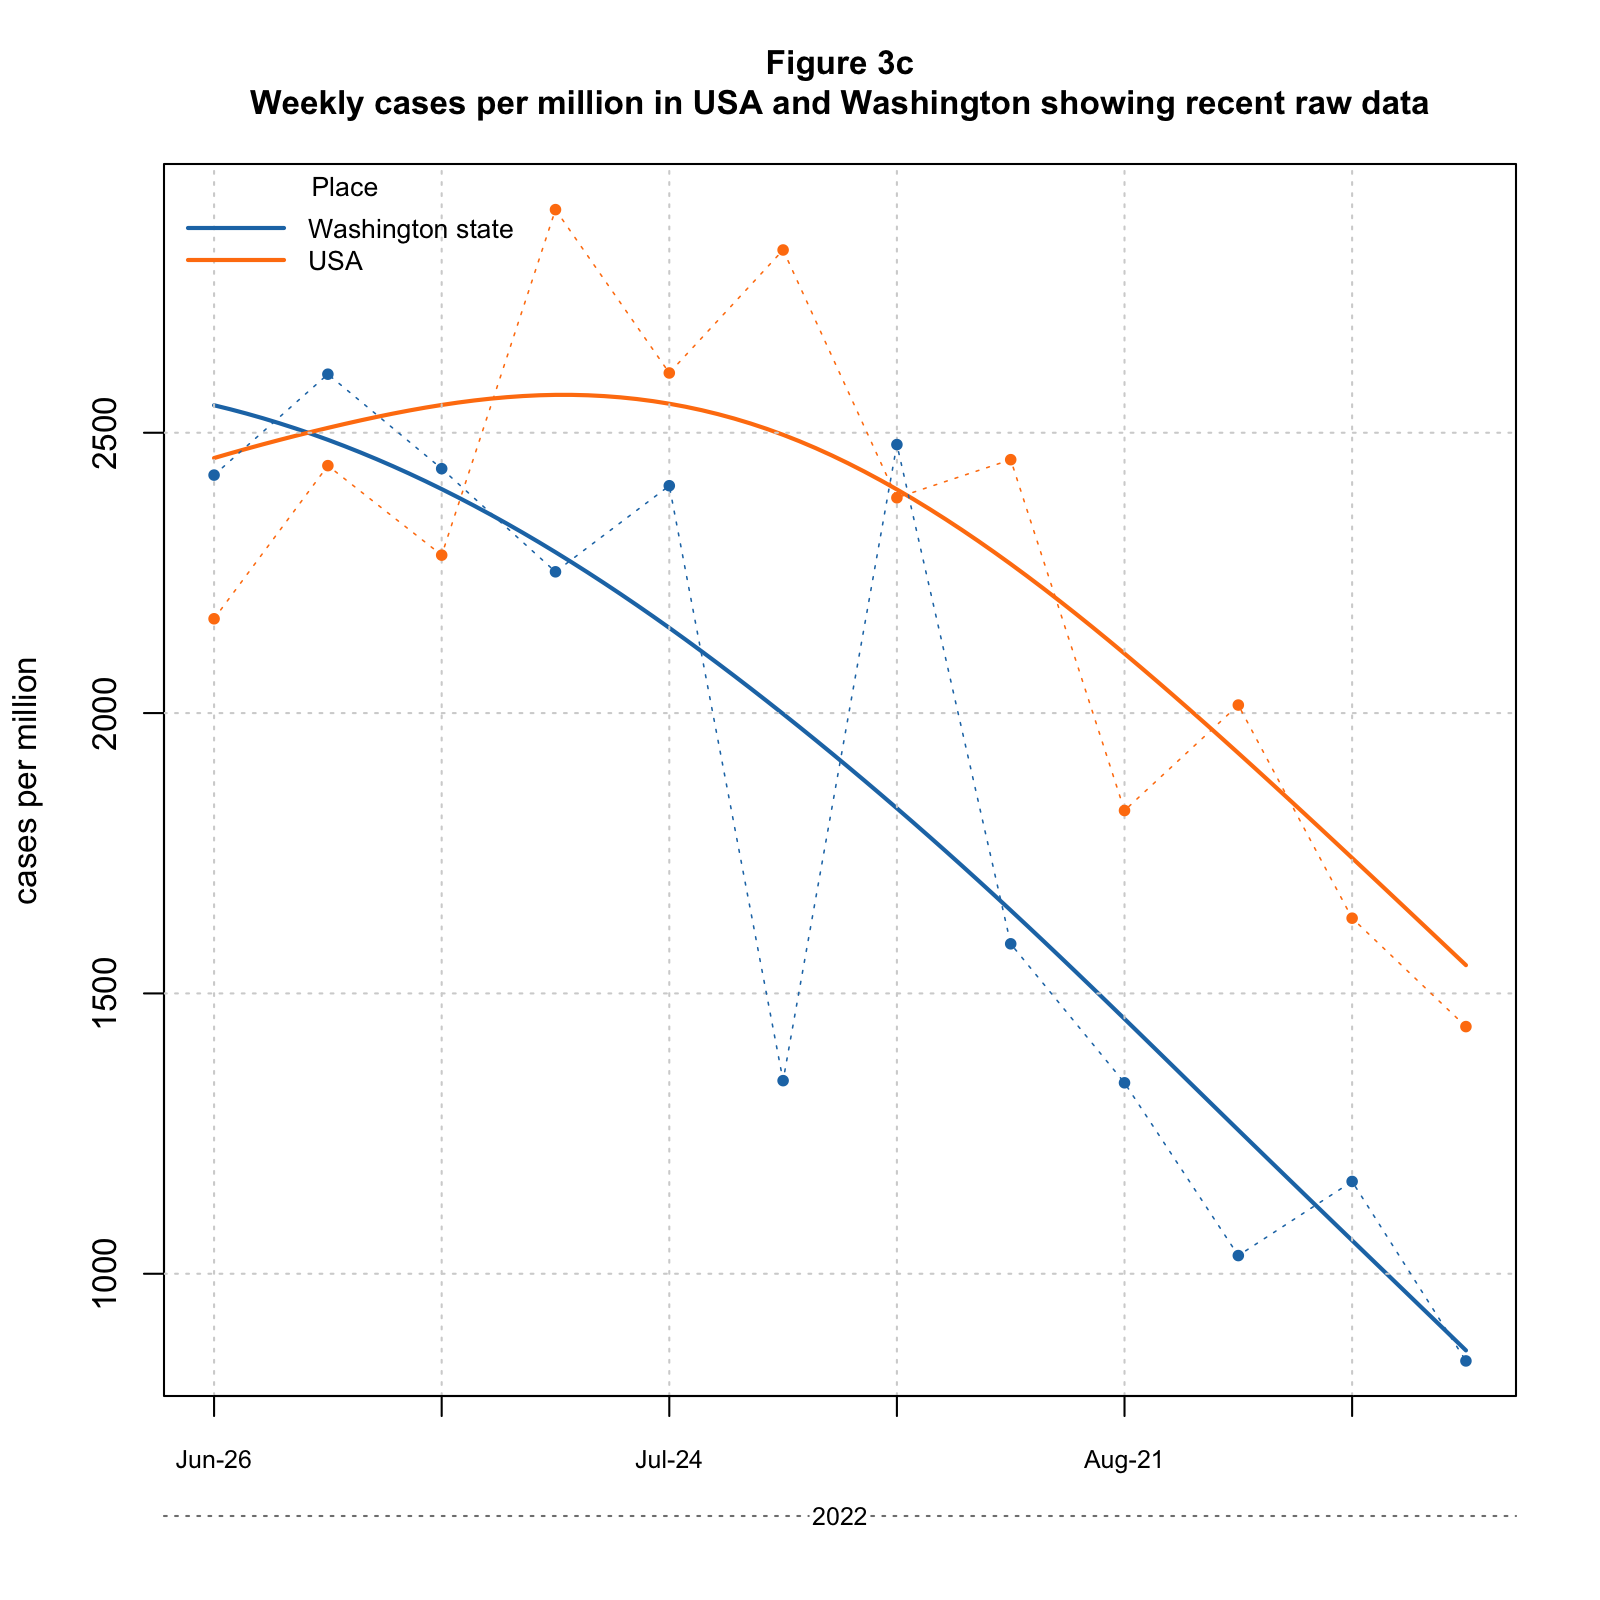 Figure 3c
Weekly cases per million in USA and Washington showing recent raw data
Place
Washington state
USA
cases per million
2500
2000
1500
1000
Jun-26
Jul-24
Aug-21
2022